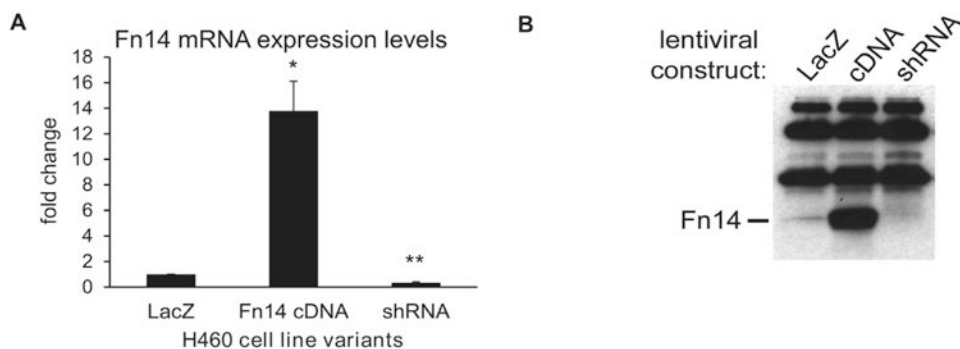 A
Fn14 mRNA expression levels
fold change
18
16
14
12
10
8
6
4
2
0
*
**
LacZ
Fn14 cDNA
shRNA
H460 cell line variants
B
lentiviral
construct:
LacZ
cDNA
shRNA
Fn14